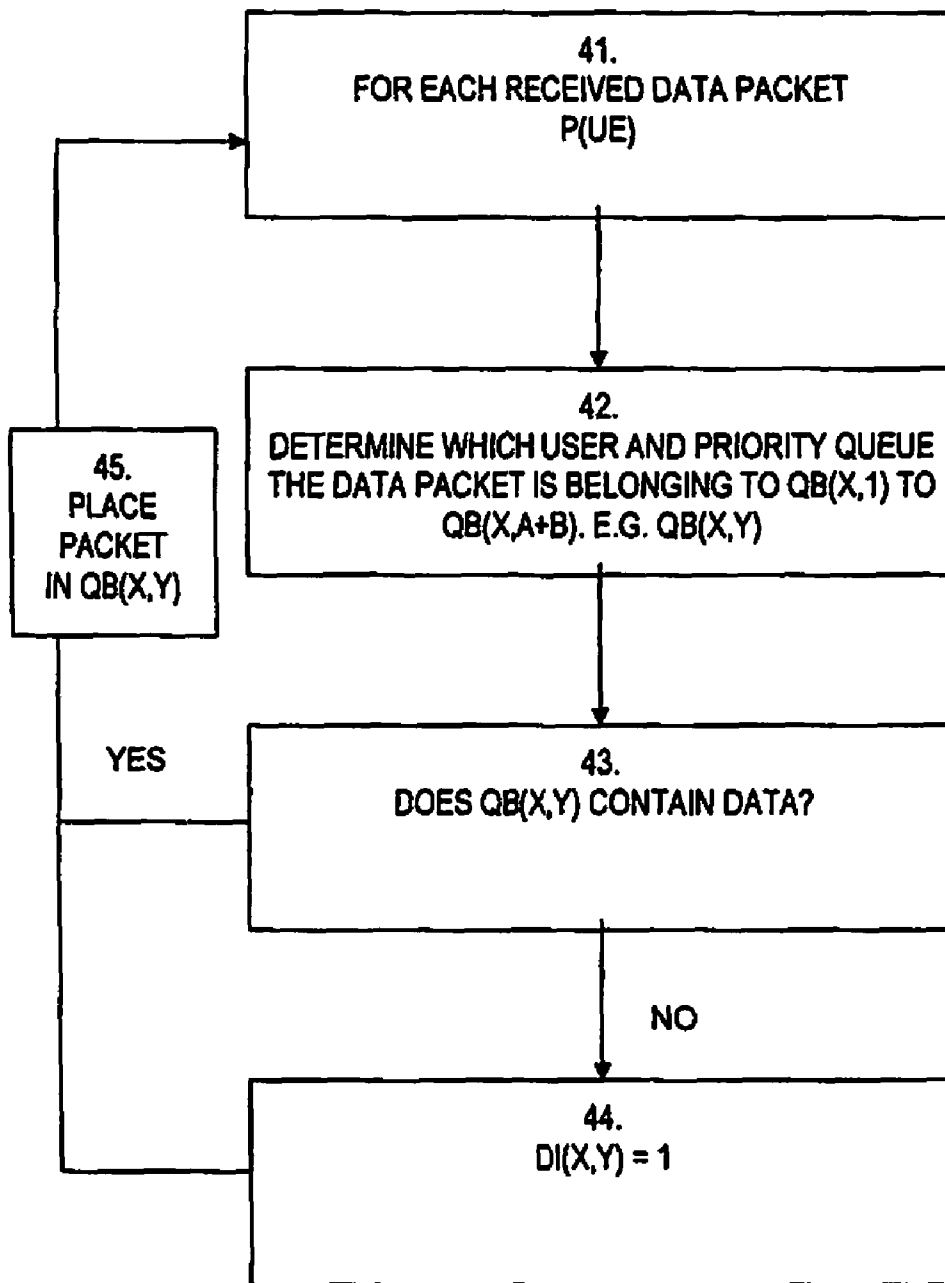 41.
FOR EACH RECEIVED DATA PACKET
P(UE)
42.
DETERMINE WHICH USER AND PRIORITY QUEUE
THE DATA PACKET IS BELONGING TO QB(X,1) TO
QB(X,A+B). E.G. QB(X,Y)
45.
PLACE
PACKET
IN QB(X,Y)
YES
43.
DOES QB(X,Y) CONTAIN DATA?
NO
44.
DI(X,Y) = 1